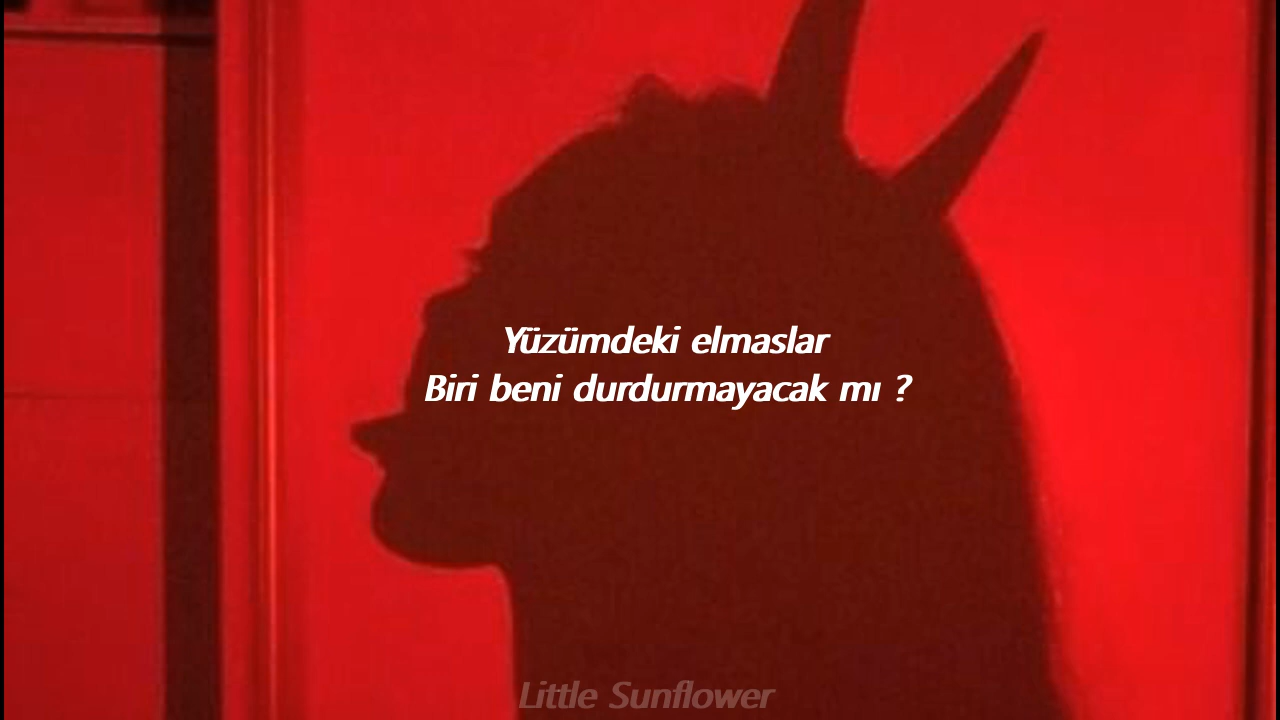 Yüzümdeki elmaslar
Biri beni durdurmayacak mı ?
Little Sunflower